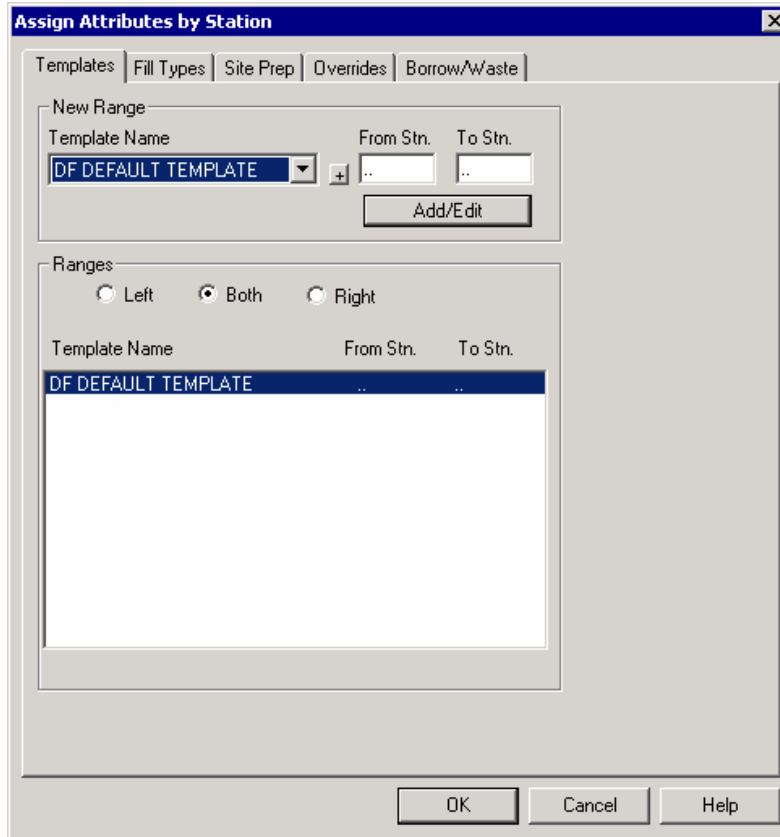 Assign Attributes by Station
Templates Fill Types Site Prep Overrides Borrow/Waste
New Range
Template Name From Stn. To Stn.
DF DEFAULT TEMPLATE + .. ..
Add/Edit
Ranges
Left Both Right
Template Name From Stn. To Stn.
DF DEFAULT TEMPLATE .. ..
OK Cancel Help